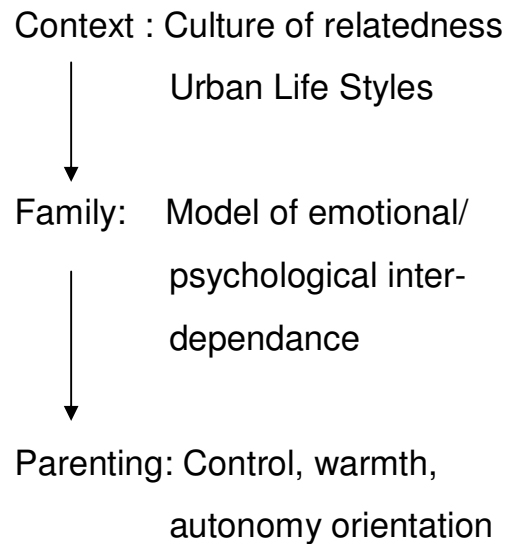 Context : Culture of relatedness
Urban Life Styles
Family: Model of emotional/
psychological inter-
dependance
Parenting: Control, warmth,
autonomy orientation